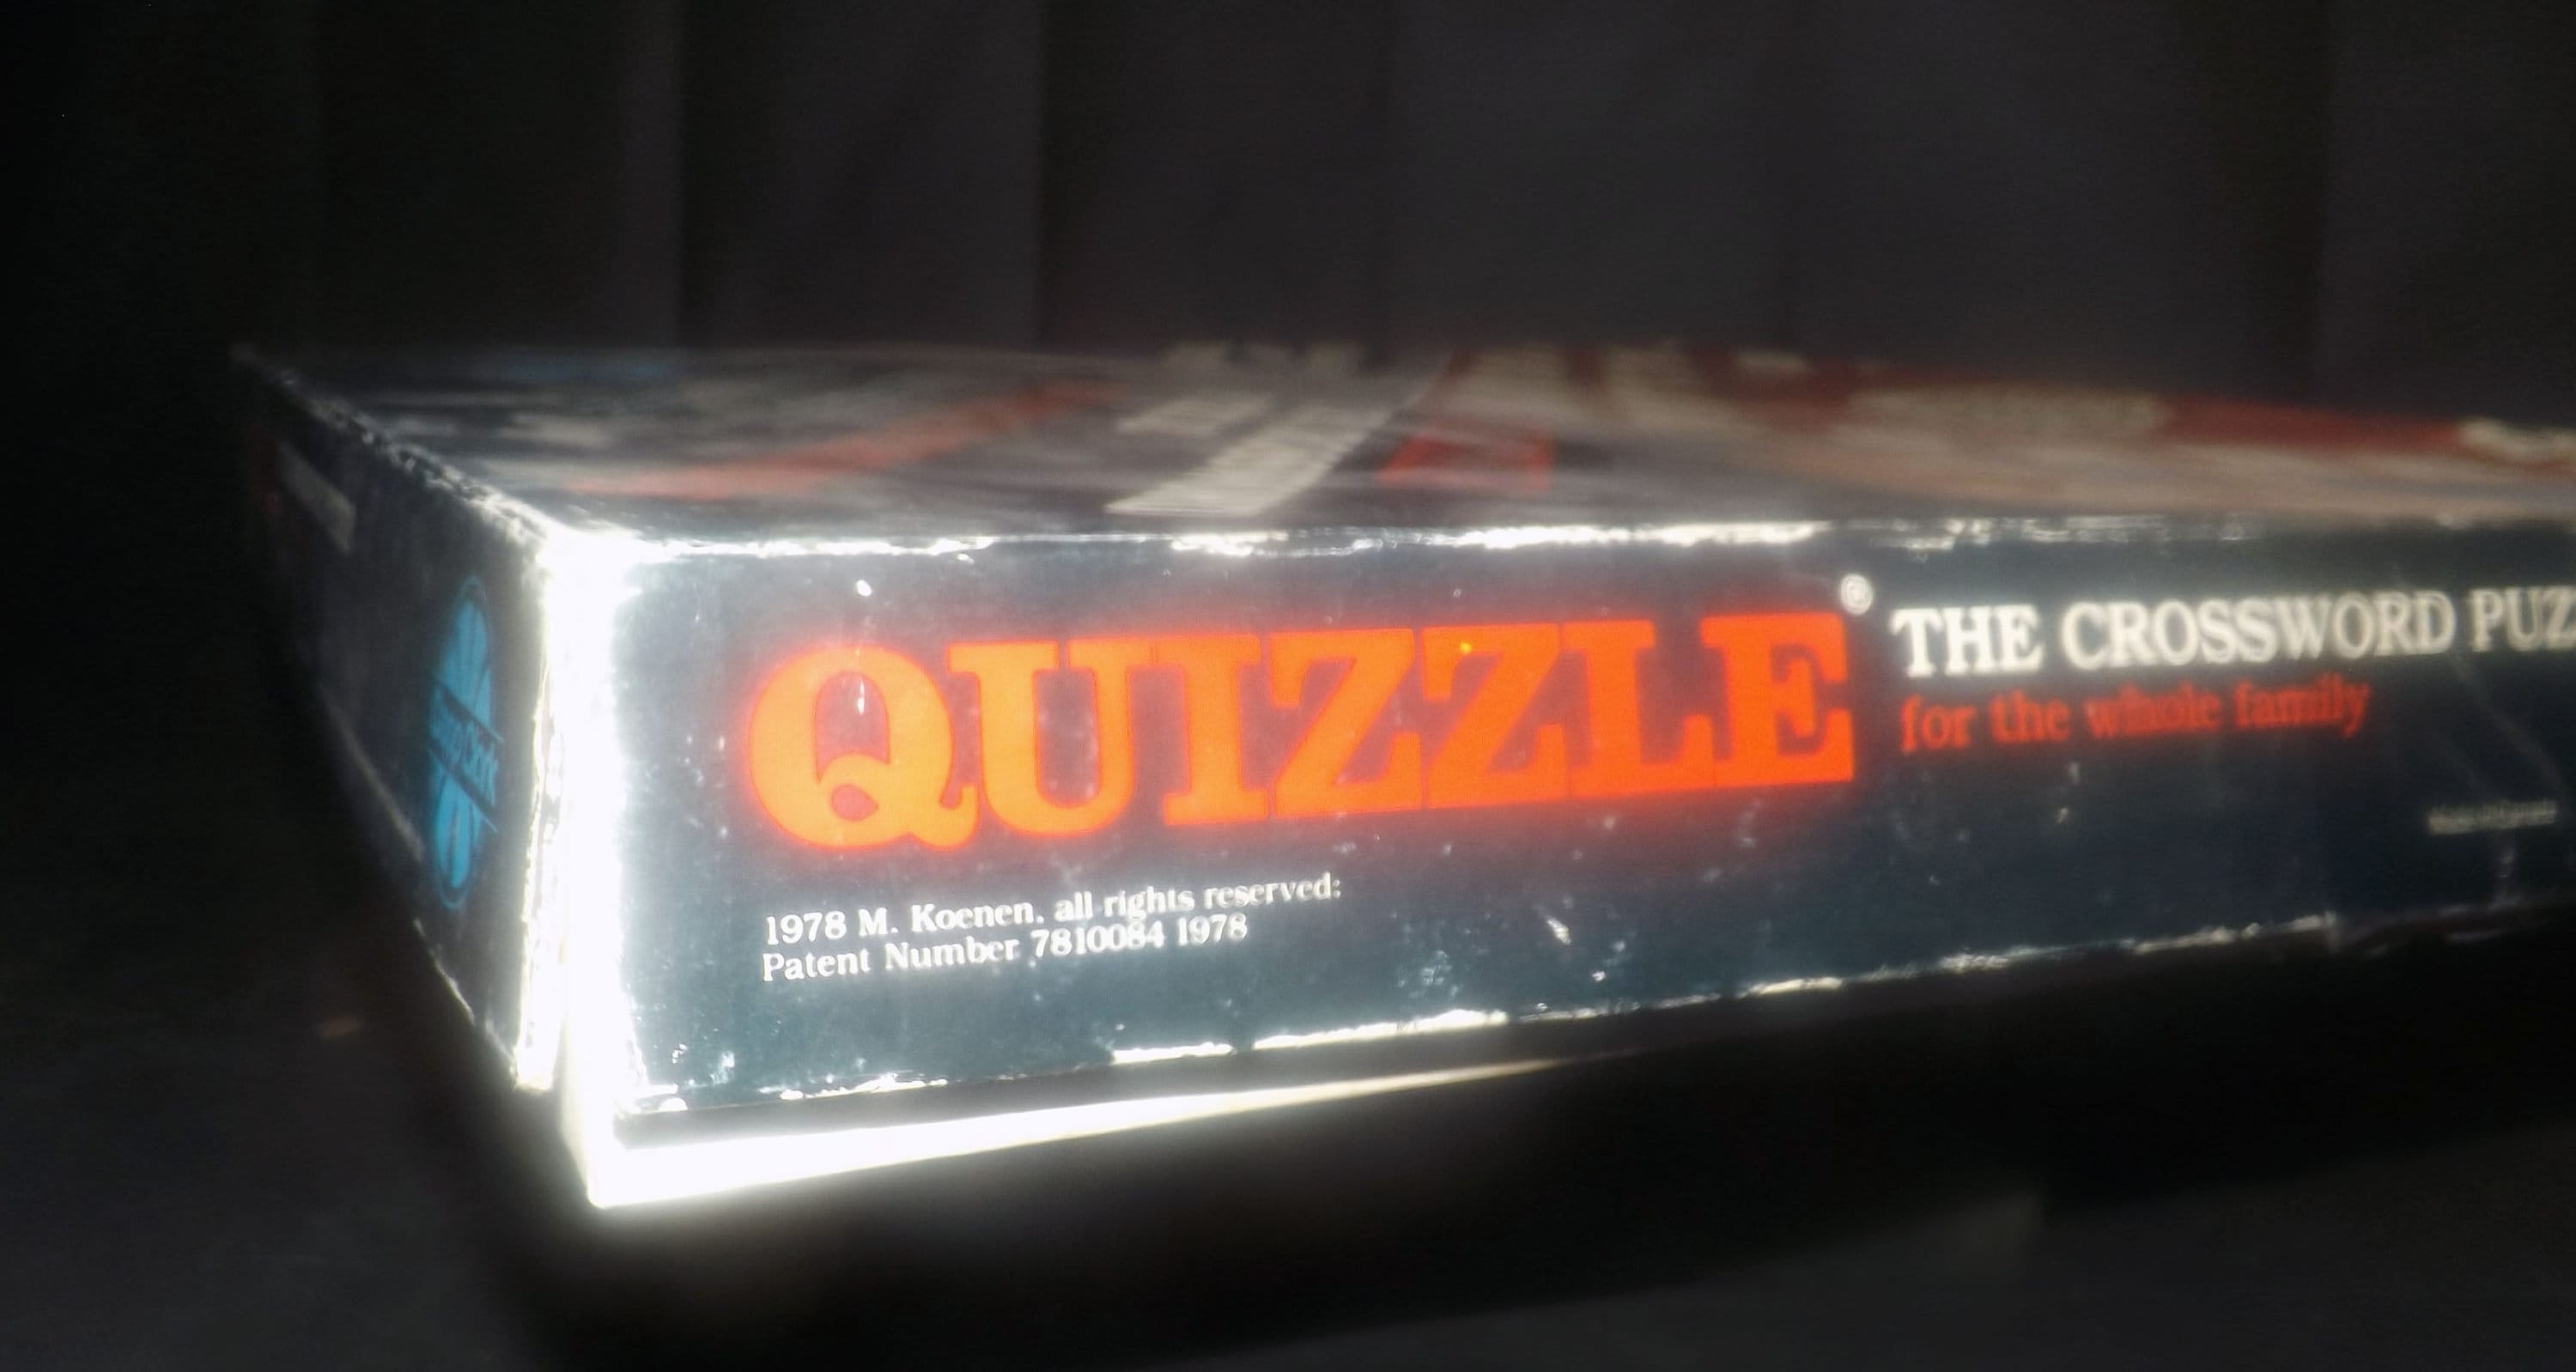 QUIZZLE®
THE CROSSWORD PUZ
for the whole family
1978 M. Koenen. all rights reserved:
Patent Number 7810084 1978